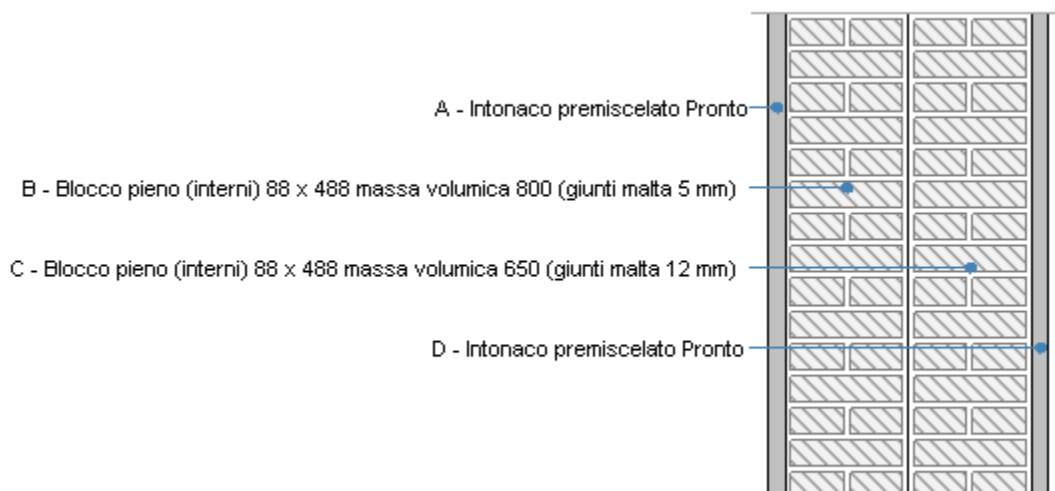 A - Intonaco premiscelato Pronto
B - Blocco pieno (interni) 88 x 488 massa volumica 800 (giunti malta 5 mm)
C - Blocco pieno (interni) 88 x 488 massa volumica 650 (giunti malta 12 mm)
D - Intonaco premiscelato Pronto